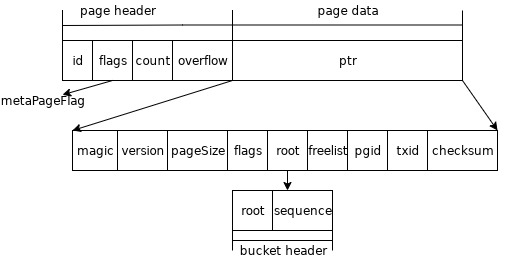 page header page data
id flags count overflow ptr
metaPageFlag
magic version pageSize flags root freelist pgid txid checksum
root sequence
bucket header